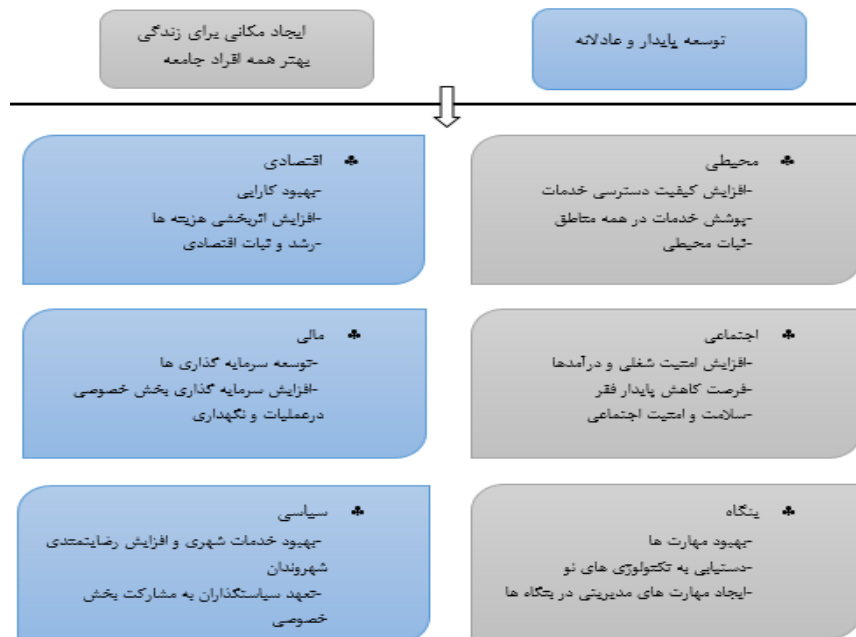 توسعه پایدار و عادلانه
ایجاد مکانی برای زندگی
بهتر همه افراد جامعه
♣ محیطی
-افزایش کیفیت دسترسی خدمات
-پوشش خدمات در همه مناطق
-ثبات محیطی
♣ اقتصادی
-بهبود کارایی
-افزایش اثربخشی هزینه ها
-رشد و ثبات اقتصادی
♣ اجتماعی
-افزایش امنیت شغلی و درآمدها
-فرصت کاهش پایدار فقر
-سلامت و امنیت اجتماعی
♣ مالی
-توسعه سرمایه گذاری ها
-افزایش سرمایه گذاری بخش خصوصی
درعملیات و نگهداری
♣ بنگاه
-بهبود مهارت ها
-دستیابی به تکنولوژی های نو
-ایجاد مهارت های مدیریتی در بنگاه ها
♣ سیاسی
-بهبود خدمات شهری و افزایش رضایتمندی
شهروندان
-تعهد سیاستگذاران به مشارکت بخش
خصوصی